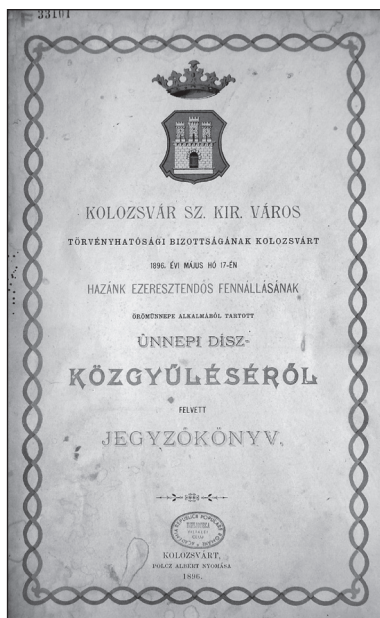 33101
KOLOZSVÁR SZ. KIR. VÁROS
TÖRVÉNYHATÓSÁGI BIZOTTSÁGÁNAK KOLOZSVÁRT
1896. ÉVI MÁJUS HÓ 17-ÉN
HAZÁNK EZERESZTENDŐS FENNÁLLÁSÁNAK
ÖRÖMÜNNEPE ALKALMÁBÓL TARTOTT
ÜNNEPI DÍSZ-
KÖZGYŰLÉSÉRŐL
FELVETT
JEGYZŐKÖNYV.
KOLOZSVÁRT,
POLCZ ALBERT NYOMÁSA
1896.